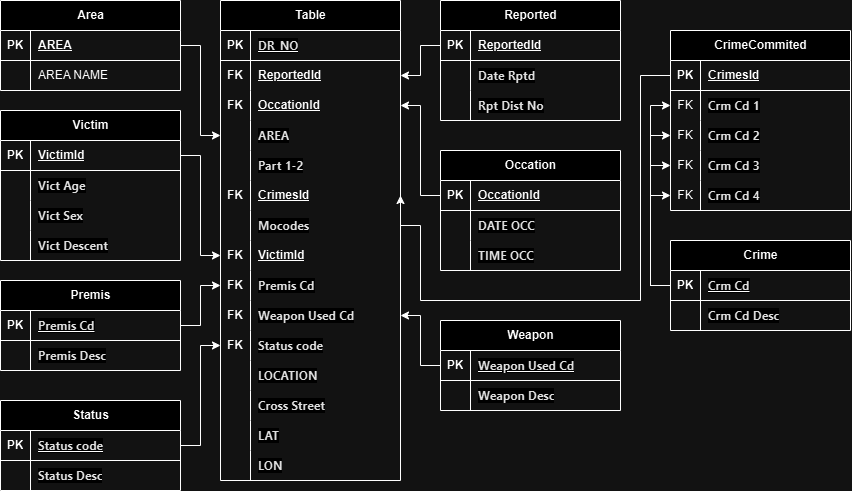 Area
PK AREA
AREA NAME
Victim
PK VictimId
Vict Age
Vict Sex
Vict Descent
Premis
PK Premis Cd
Premis Desc
Status
PK Status code
Status Desc
Table
PK DR_NO
FK ReportedId
FK OccationId
AREA
Part 1-2
FK CrimesId
Mocodes
FK VictimId
FK Premis Cd
FK Weapon Used Cd
FK Status code
LOCATION
Cross Street
LAT
LON
Reported
PK ReportedId
Date Rptd
Rpt Dist No
Occation
PK OccationId
DATE OCC
TIME OCC
Weapon
PK Weapon Used Cd
Weapon Desc
CrimeCommited
PK CrimesId
FK Crm Cd 1
FK Crm Cd 2
FK Crm Cd 3
FK Crm Cd 4
Crime
PK Crm Cd
Crm Cd Desc